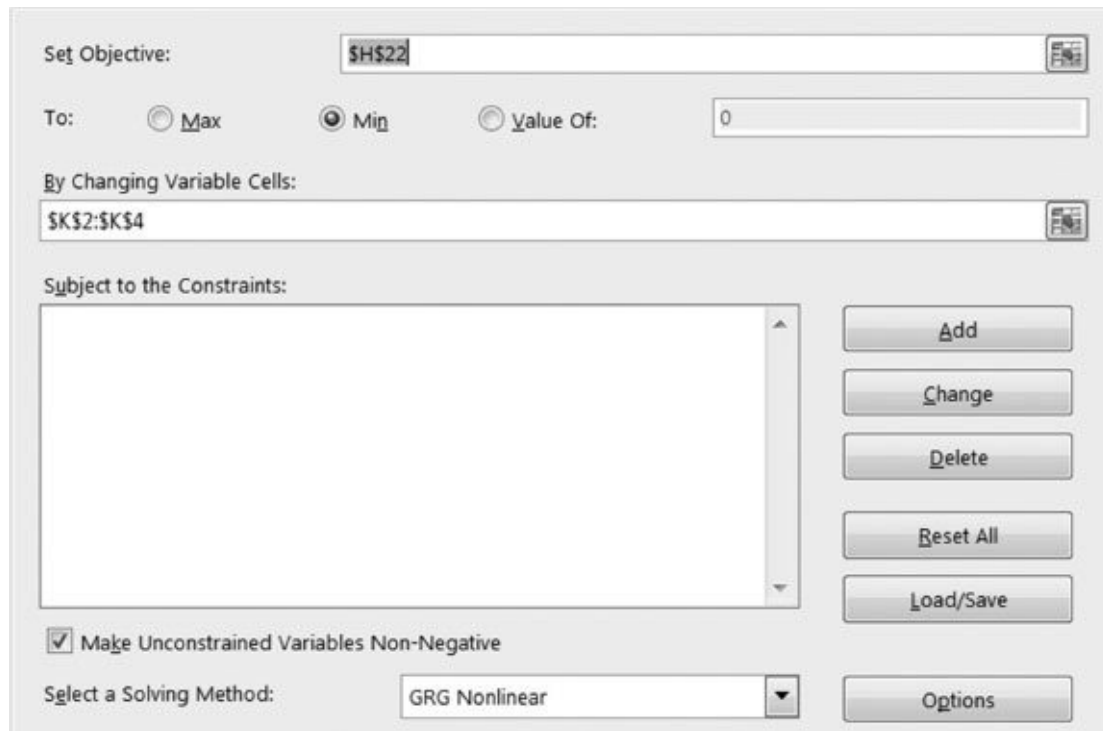 Set Objective: $H$22
To: Max Min Value Of: 0
By Changing Variable Cells:
$K$2:$K$4
Subject to the Constraints:
Add
Change
Delete
Reset All
Load/Save
Make Unconstrained Variables Non-Negative
Select a Solving Method: GRG Nonlinear Options